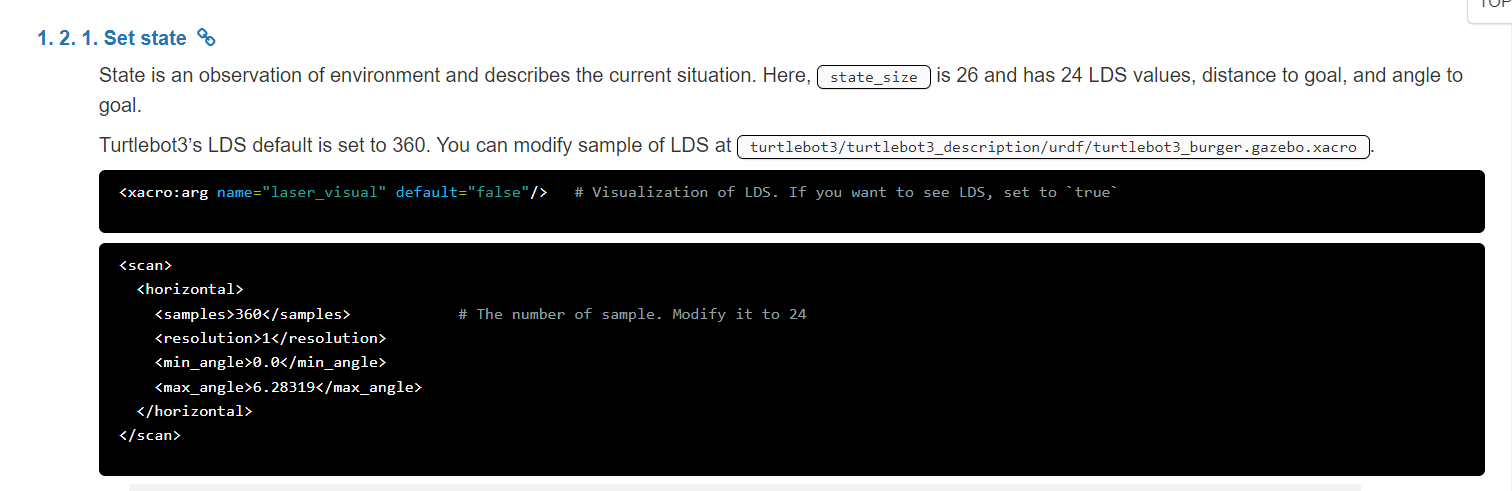 TOP
1. 2. 1. Set state
State is an observation of environment and describes the current situation. Here, state_size is 26 and has 24 LDS values, distance to goal, and angle to
goal.
Turtlebot3’s LDS default is set to 360. You can modify sample of LDS at turtlebot3/turtlebot3_description/urdf/turtlebot3_burger.gazebo.xacro.
<xacro:arg name="laser_visual" default="false"/>   # Visualization of LDS. If you want to see LDS, set to `true`
<scan>
  <horizontal>
    <samples>360</samples>            # The number of sample. Modify it to 24
    <resolution>1</resolution>
    <min_angle>0.0</min_angle>
    <max_angle>6.28319</max_angle>
  </horizontal>
</scan>